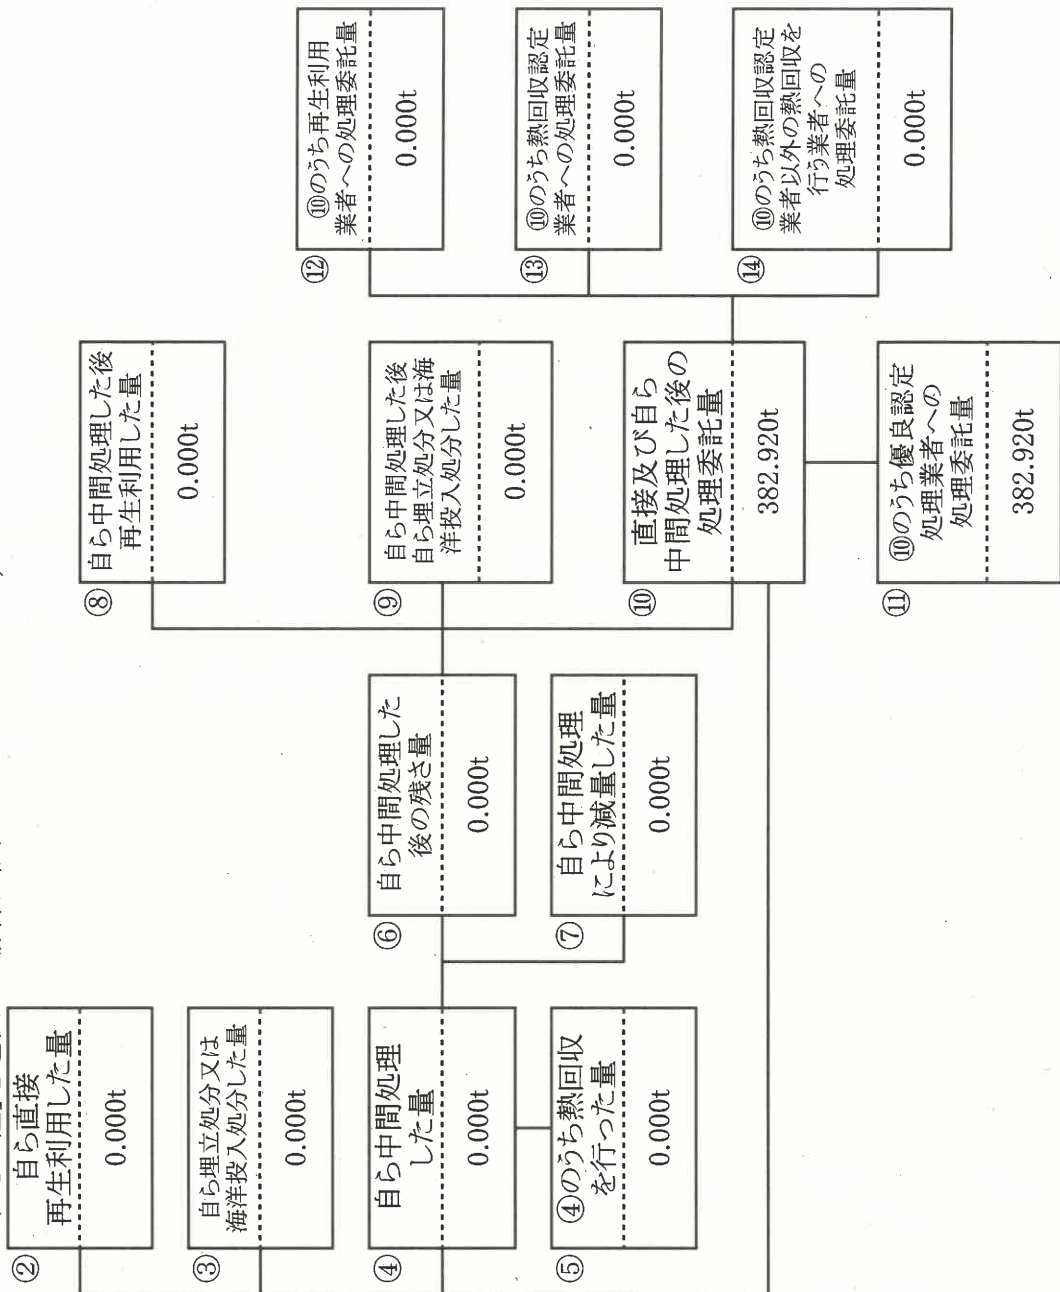 ②
自ら直接
再生利用した量
0.000t
③
自ら埋立処分又は
海洋投入処分した量
0.000t
④
自ら中間処理
した量
0.000t
⑤
④のうち熱回収
を行った量
0.000t
⑥
自ら中間処理した
後の残さ量
0.000t
⑦
自ら中間処理
により減量した量
0.000t
⑧
自ら中間処理した後
再生利用した量
0.000t
⑨
自ら中間処理した後
自ら埋立処分又は海
洋投入処分した量
0.000t
⑩
直接及び自ら
中間処理した後の
処理委託量
382.920t
⑪
⑩のうち優良認定
処理業者への
処理委託量
382.920t
⑫
⑩のうち再生利用
業者への処理委託量
0.000t
⑬
⑩のうち熱回収認定
業者への処理委託量
0.000t
⑭
⑩のうち熱回収認定
業者以外の熱回収を
行う業者への
処理委託量
0.000t